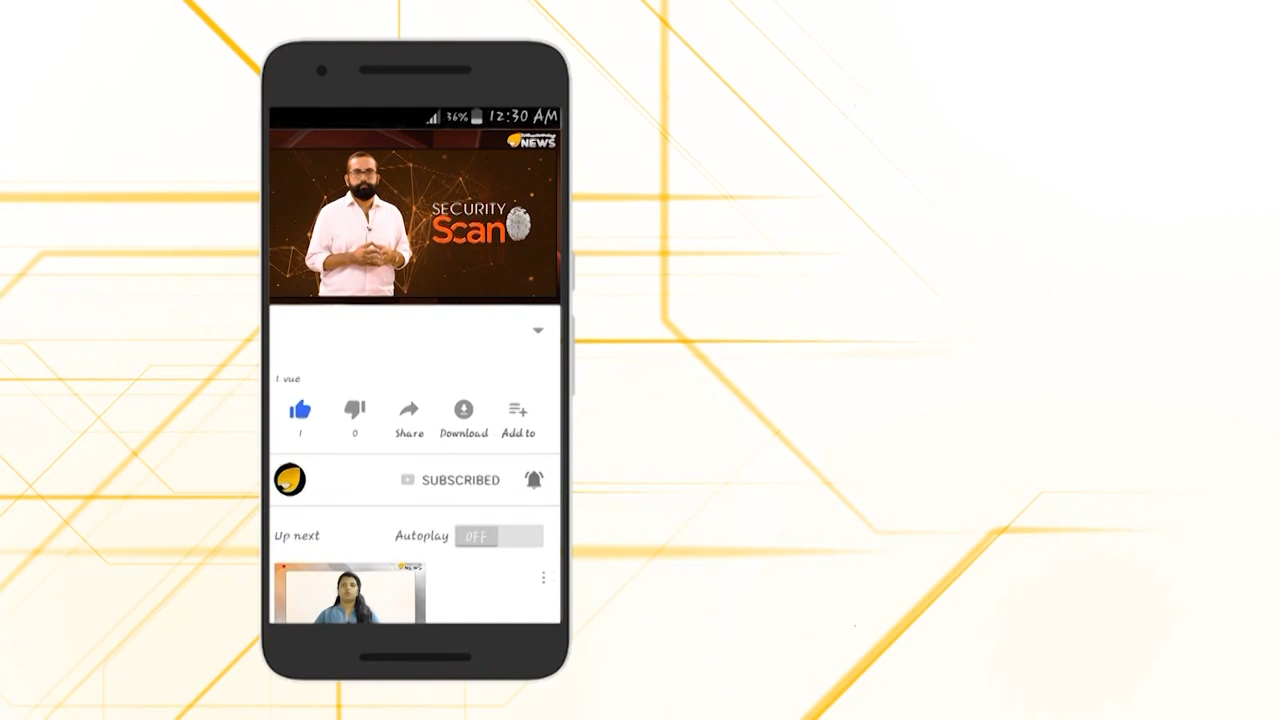 36% 12:30 AM
NEWS
SECURITY
Scan
1 vue
1 0 Share Download Add to
SUBSCRIBED
Up next Autoplay OFF
NEWS